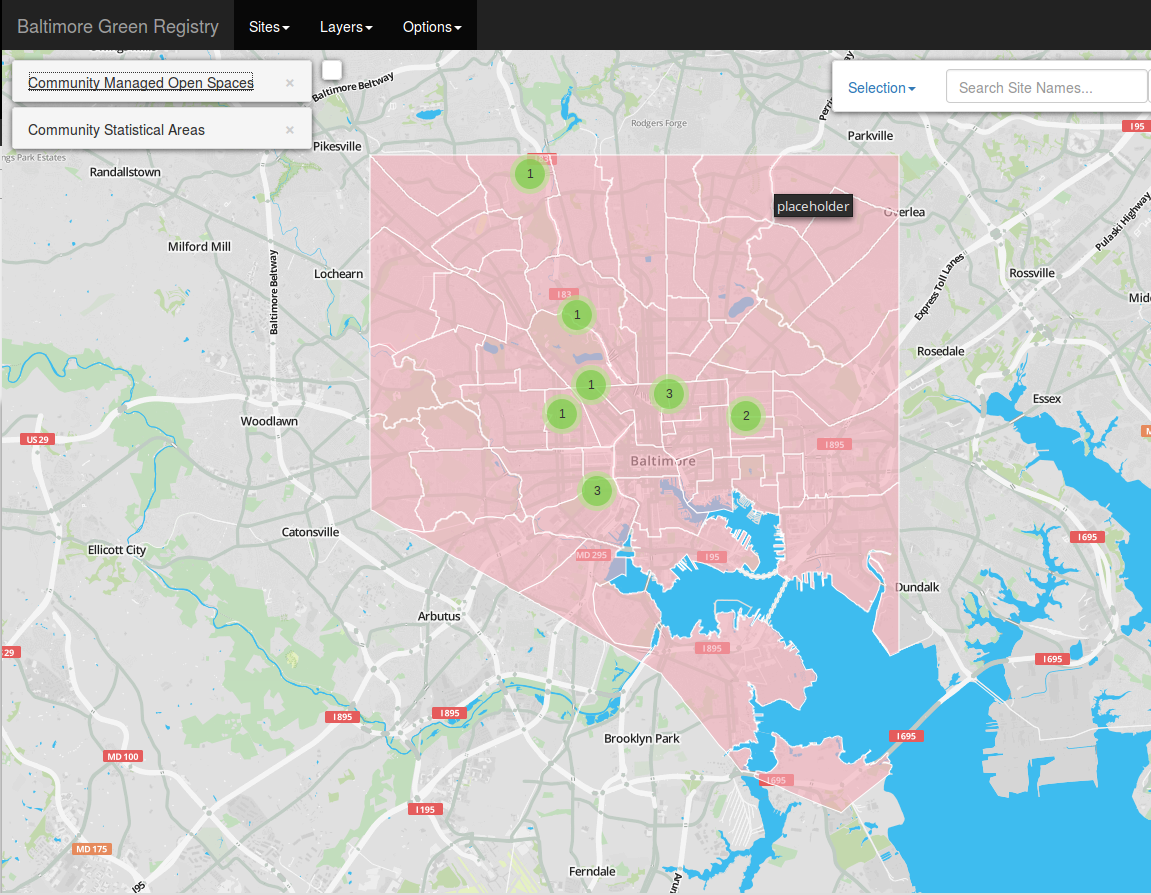 Baltimore Green Registry
Sites
Layers
Options
Community Managed Open Spaces ×
Community Statistical Areas ×
Selection
Search Site Names...
Baltimore Beltway
Rodgers Forge
Parkville
I 95
Pikesville
Randallstown
1
placeholder
Overlea
Pulaski Highway
Milford Mill
Lochearn
Baltimore Beltway
Express Toll Lanes
Rossville
I 83
1
Rosedale
1
3
Essex
1
2
Woodlawn
US 29
I 895
Baltimore
3
Catonsville
Ellicott City
MD 295
I 95
I 695
Dundalk
Arbutus
I 895
29
I 695
I 895
I 895
I 695
Brooklyn Park
MD 100
I 695
I 195
MD 175
Ferndale
I95